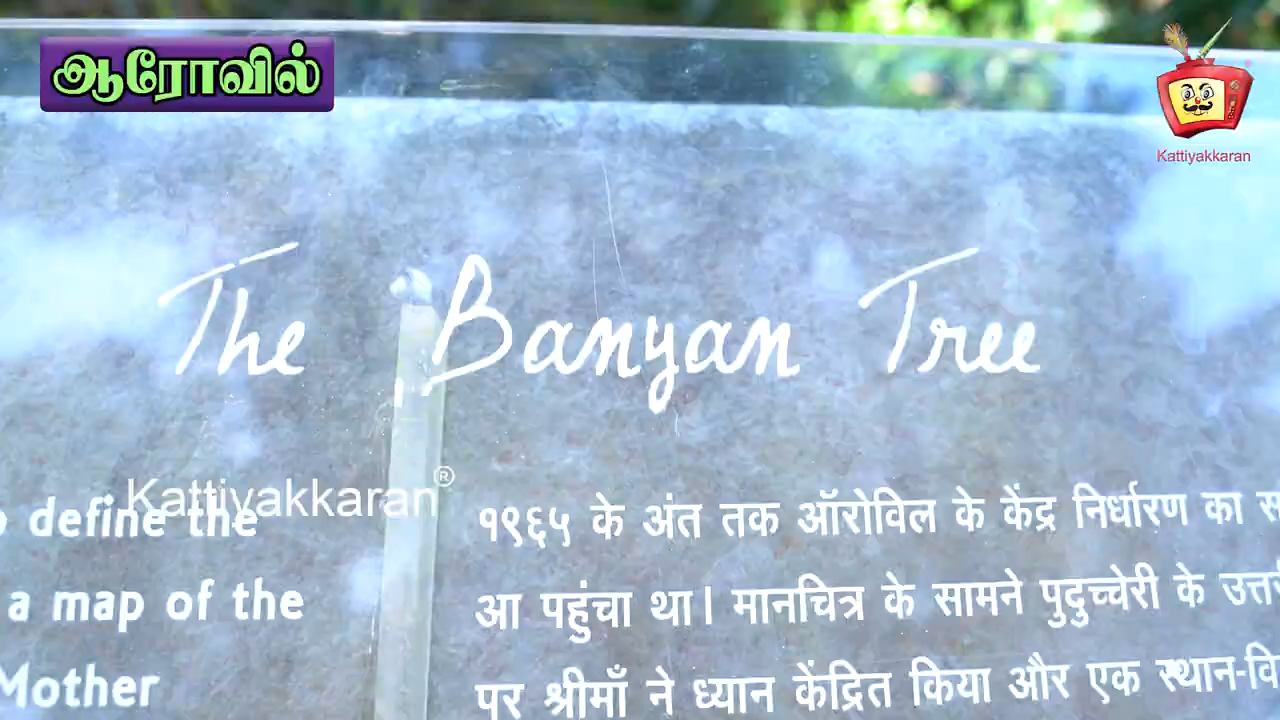 ஆரோவில்
Kattiyakkaran
The Banyan Tree
Kattiyakkaran®
define the
a map of the
Mother
१९६५ के अंत तक ऑरोविल के केंद्र निर्धारण का
आ पहुंचा था। मानचित्र के सामने पुदुच्चेरी के
पर श्रीमाँ ने ध्यान केंद्रित किया और एक